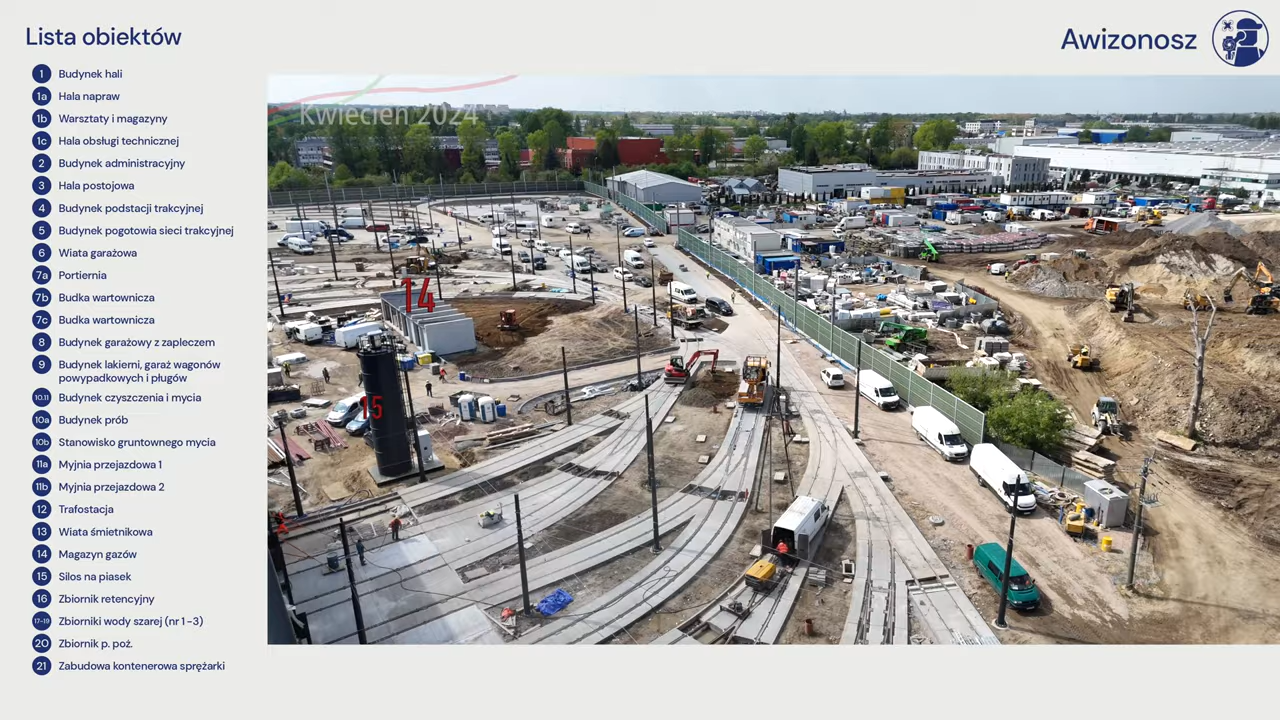 Lista obiektów
1 Budynek hali
1a Hala napraw
1b Warsztaty i magazyny
1c Hala obsługi technicznej
2 Budynek administracyjny
3 Hala postojowa
4 Budynek podstacji trakcyjnej
5 Budynek pogotowia sieci trakcyjnej
6 Wiata garażowa
7a Portiernia
7b Budka wartownicza
7c Budka wartownicza
8 Budynek garażowy z zapleczem
9 Budynek lakierni, garaż wagonów
powypadkowych i pługów
10.11 Budynek czyszczenia i mycia
10a Budynek prób
10b Stanowisko gruntownego mycia
11a Myjnia przejazdowa 1
11b Myjnia przejazdowa 2
12 Trafostacja
13 Wiata śmietnikowa
14 Magazyn gazów
15 Silos na piasek
16 Zbiornik retencyjny
17-19 Zbiorniki wody szarej (nr 1-3)
20 Zbiornik p. poż.
21 Zabudowa kontenerowa sprężarki
Awizonosz
Kwiecień 2024
14
15